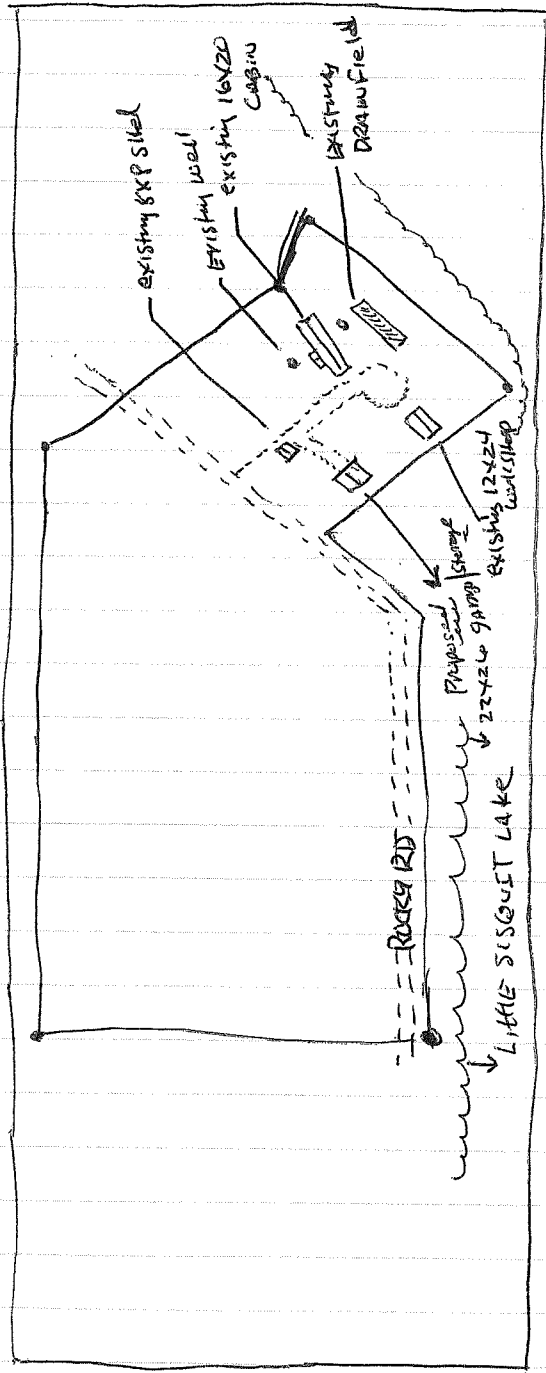 existing 8x8 shed
Existing well
existing 16x20
CABIN
Existing
DRAINField
ROCKY RD
Proposed
22x26 garage/storage
existing 12x24
workshop
LITTLE SISQUIT LAKE